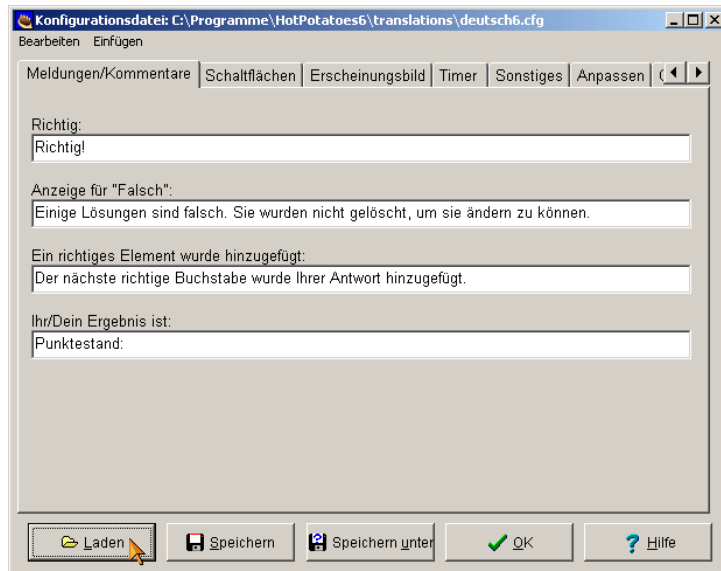 Konfigurationsdatei: C:\Programme\HotPotatoes6\translations\deutsch6.cfg
Bearbeiten Einfügen
Meldungen/Kommentare Schaltflächen Erscheinungsbild Timer Sonstiges Anpassen
Richtig:
Richtig!
Anzeige für "Falsch":
Einige Lösungen sind falsch. Sie wurden nicht gelöscht, um sie ändern zu können.
Ein richtiges Element wurde hinzugefügt:
Der nächste richtige Buchstabe wurde Ihrer Antwort hinzugefügt.
Ihr/Dein Ergebnis ist:
Punktestand:
Laden Speichern Speichern unter OK Hilfe